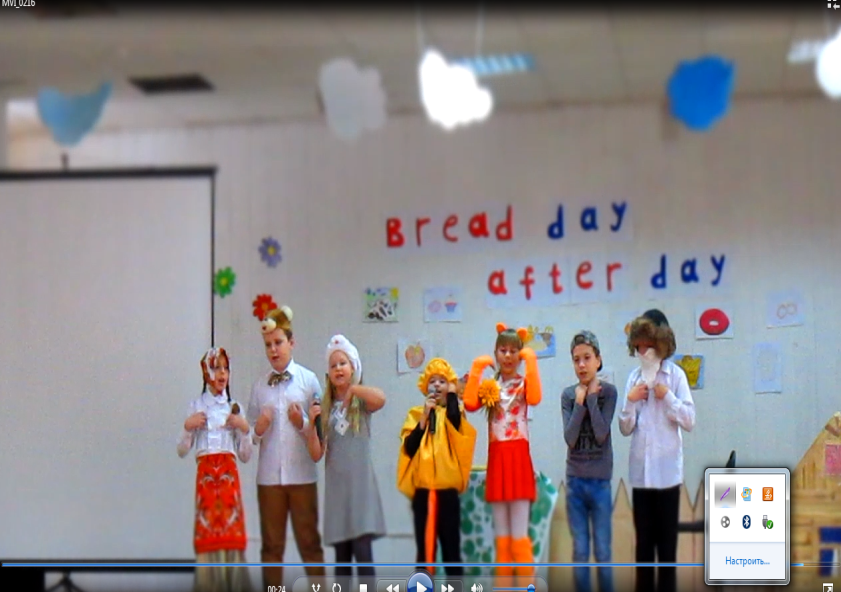 MVI_0216
Bread day
after day
00:24
Настроить...